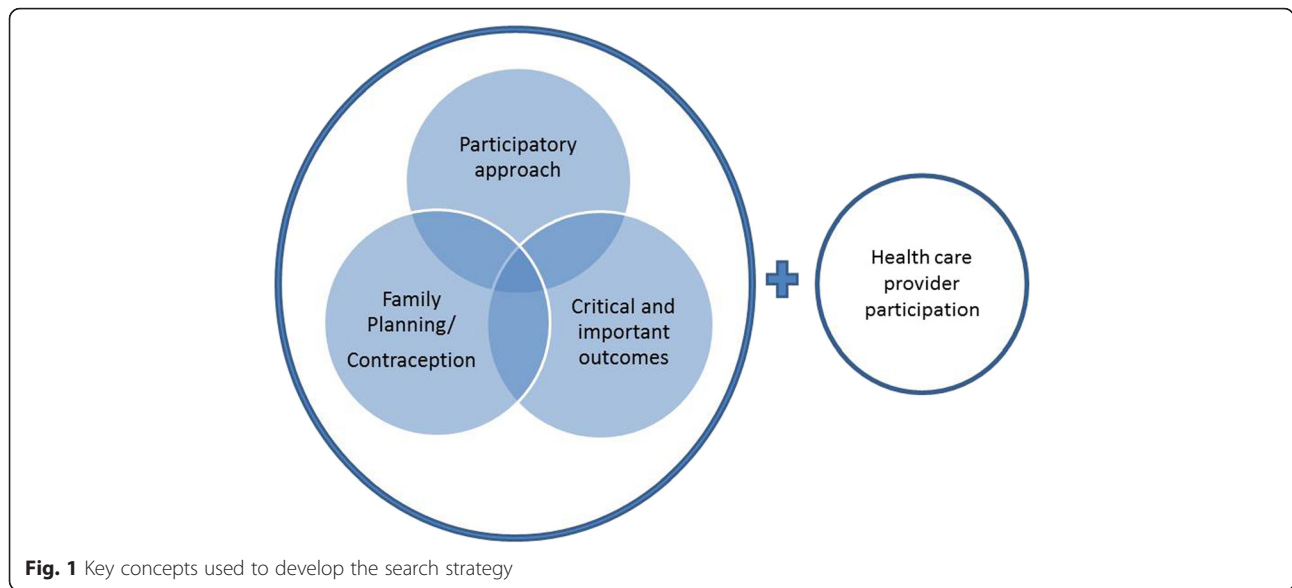 Participatory
approach
Family
Planning/
Contraception
Critical and
important
outcomes
Health care
provider
participation
Fig. 1 Key concepts used to develop the search strategy